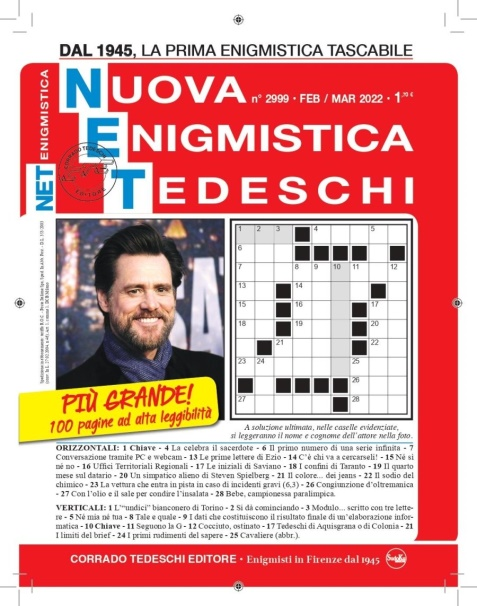 DAL 1945, LA PRIMA ENIGMISTICA TASCABILE
NET ENIGMISTICA
NUOVA n° 2999 • FEB / MAR 2022 • 1,
ENIGMISTICA
TEDESCHI
CORRADO TEDESCHI
1 2 3 4 5
6
7 8 9 10 11 12
13 14
15 16 17
18 19 20
21 22
23 24 25
26
27 28
PIÙ GRANDE!
100 pagine ad alta leggibilità
A soluzione ultimata, nelle caselle evidenziate,
si leggeranno il nome e cognome dell'attore nella foto.
ORIZZONTALI: 1 Chiave - 4 La celebra il sacerdote - 6 Il primo numero di una serie infinita - 7
Conversazione tramite PC e webcam - 13 Le prime lettere di Ezio - 14 C'è chi va a cercarseli! - 15 Né sì
né no - 16 Uffici Territoriali Regionali - 17 Le iniziali di Saviano - 18 I confini di Taranto - 19 Il quarto
mese sul datario - 20 Un simpatico alieno di Steven Spielberg - 21 Il colore... dei jeans - 22 Il sodio del
chimico - 23 La vettura che entra in pista in caso di incidenti gravi (6,3) - 26 Congiunzione d'oltremanica
- 27 Con l'olio e il sale per condire l'insalata - 28 Bebe, campionessa paralimpica.
VERTICALI: 1 L'"undici" bianconero di Torino - 2 Si dà cominciando - 3 Modulo... scritto con tre lette-
re - 5 Né mia né tua - 8 Tale e quale - 9 I dati che costituiscono il risultato finale di un'elaborazione infor-
matica - 10 Chiave - 11 Seguono la G - 12 Cocciuto, ostinato - 17 Tedeschi di Aquisgrana o di Colonia - 21
I limiti del brief - 24 I primi rudimenti del sapere - 25 Cavaliere (abbr.).
CORRADO TEDESCHI EDITORE • Enigmisti in Firenze dal 1945